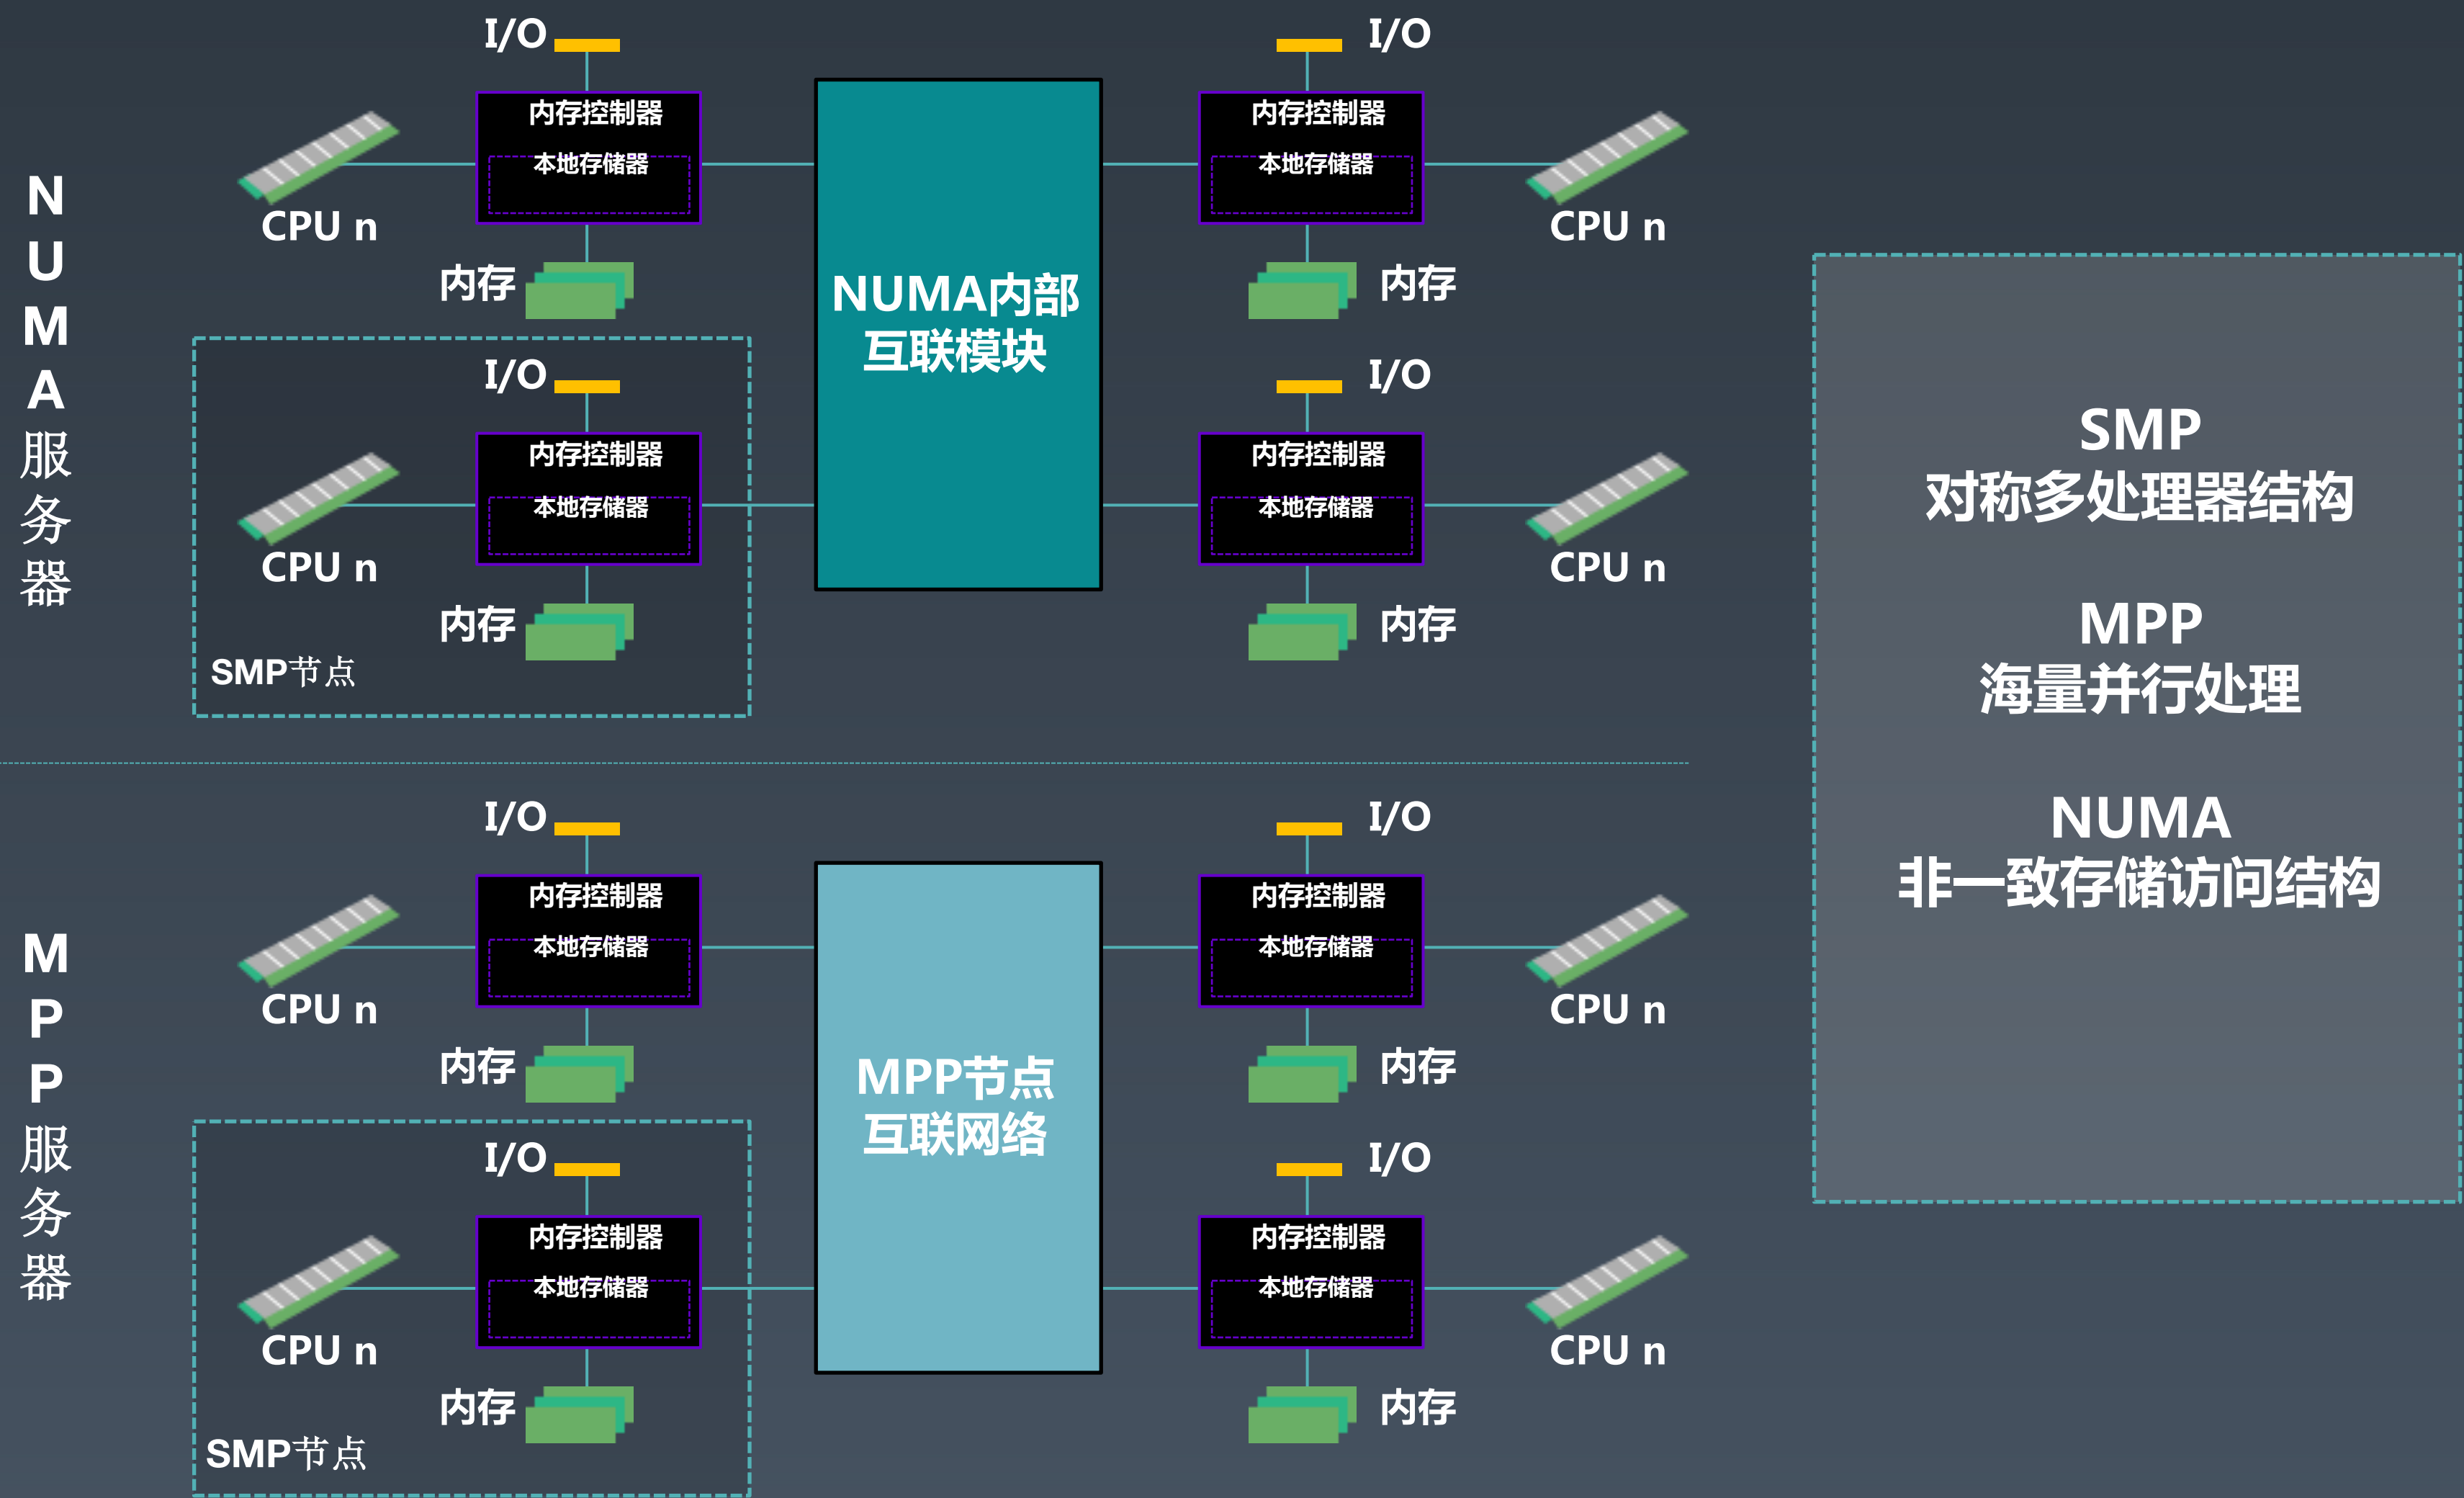 NUMA服务器
I/O
内存控制器
本地存储器
CPU n
内存
I/O
内存控制器
本地存储器
CPU n
内存
NUMA内部
互联模块
I/O
内存控制器
本地存储器
CPU n
内存
SMP节点
I/O
内存控制器
本地存储器
CPU n
内存
MPP服务器
I/O
内存控制器
本地存储器
CPU n
内存
I/O
内存控制器
本地存储器
CPU n
内存
MPP节点
互联网络
I/O
内存控制器
本地存储器
CPU n
内存
SMP节点
I/O
内存控制器
本地存储器
CPU n
内存
SMP
对称多处理器结构
MPP
海量并行处理
NUMA
非一致存储访问结构